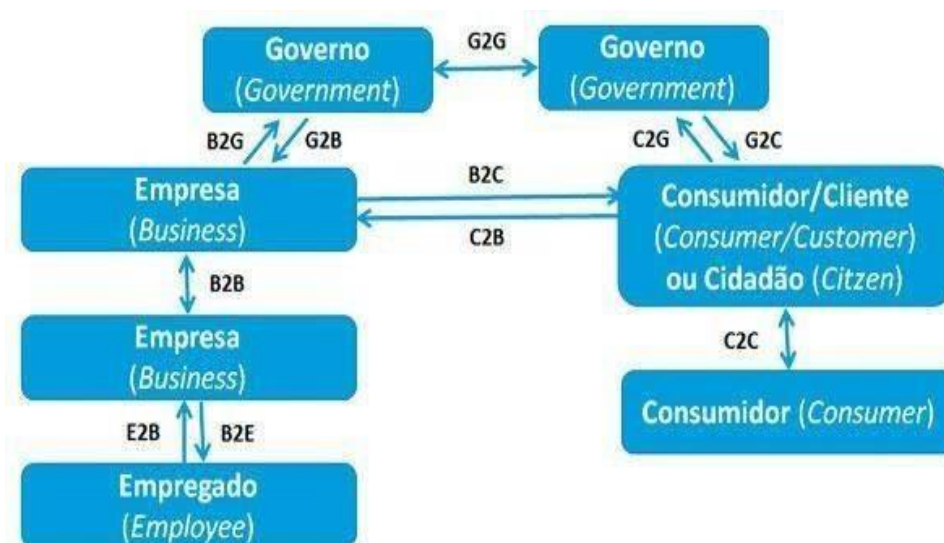 Governo
(Government)
G2G
Governo
(Government)
B2G
G2B
C2G
G2C
Empresa
(Business)
B2C
C2B
Consumidor/Cliente
(Consumer/Customer)
ou Cidadão (Citzen)
B2B
Empresa
(Business)
C2C
E2B
B2E
Consumidor (Consumer)
Empregado
(Employee)